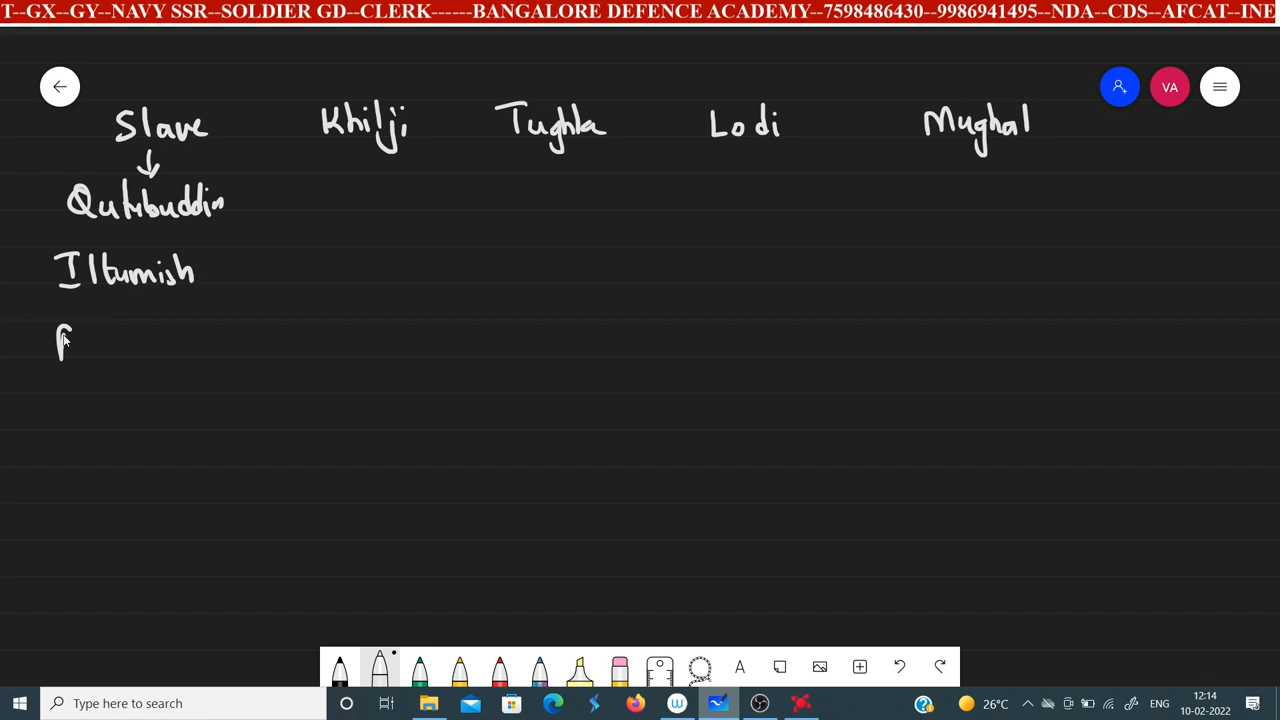 T--GX--GY--NAVY SSR--SOLDIER GD--CLERK------BANGALORE DEFENCE ACADEMY--7598486430--9986941495--NDA--CDS--AFCAT--INE
VA
Slave Khilji Tughla Lodi Mughal
Qutubuddin
Iltumish
A
Type here to search
26°C
ENG
12:14
10-02-2022